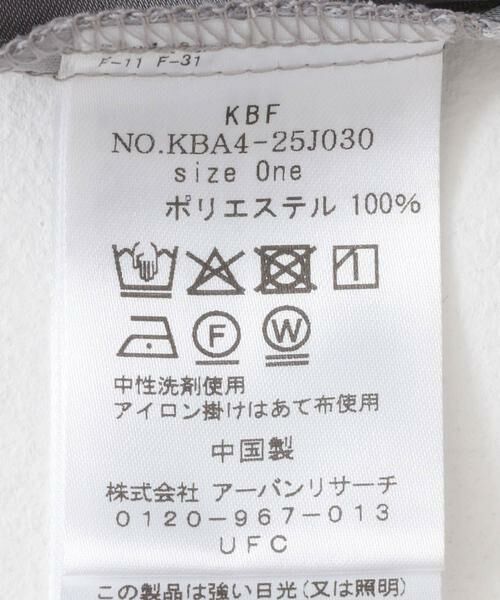 F-11 F-31
KBF
NO.KBA4-25J030
size One
ポリエステル 100%
F W
中性洗剤使用
アイロン掛けはあて布使用
中国製
株式会社 アーバンリサーチ
0120-967-013
UFC
この製品は強い日光(又は照明)